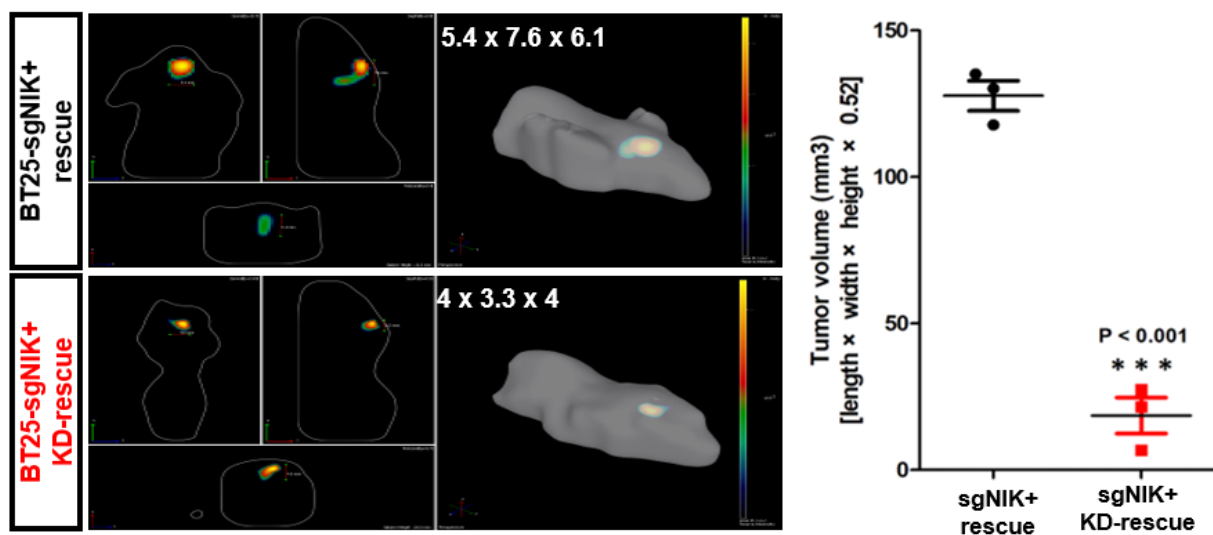 BT25-sgNIK+
rescue
5.4 x 7.6 x 6.1
BT25-sgNIK+
KD-rescue
4 x 3.3 x 4
Tumor volume (mm3)
[length × width × height × 0.52]
150
100
50
0
P < 0.001
* * *
sgNIK+
rescue
sgNIK+
KD-rescue